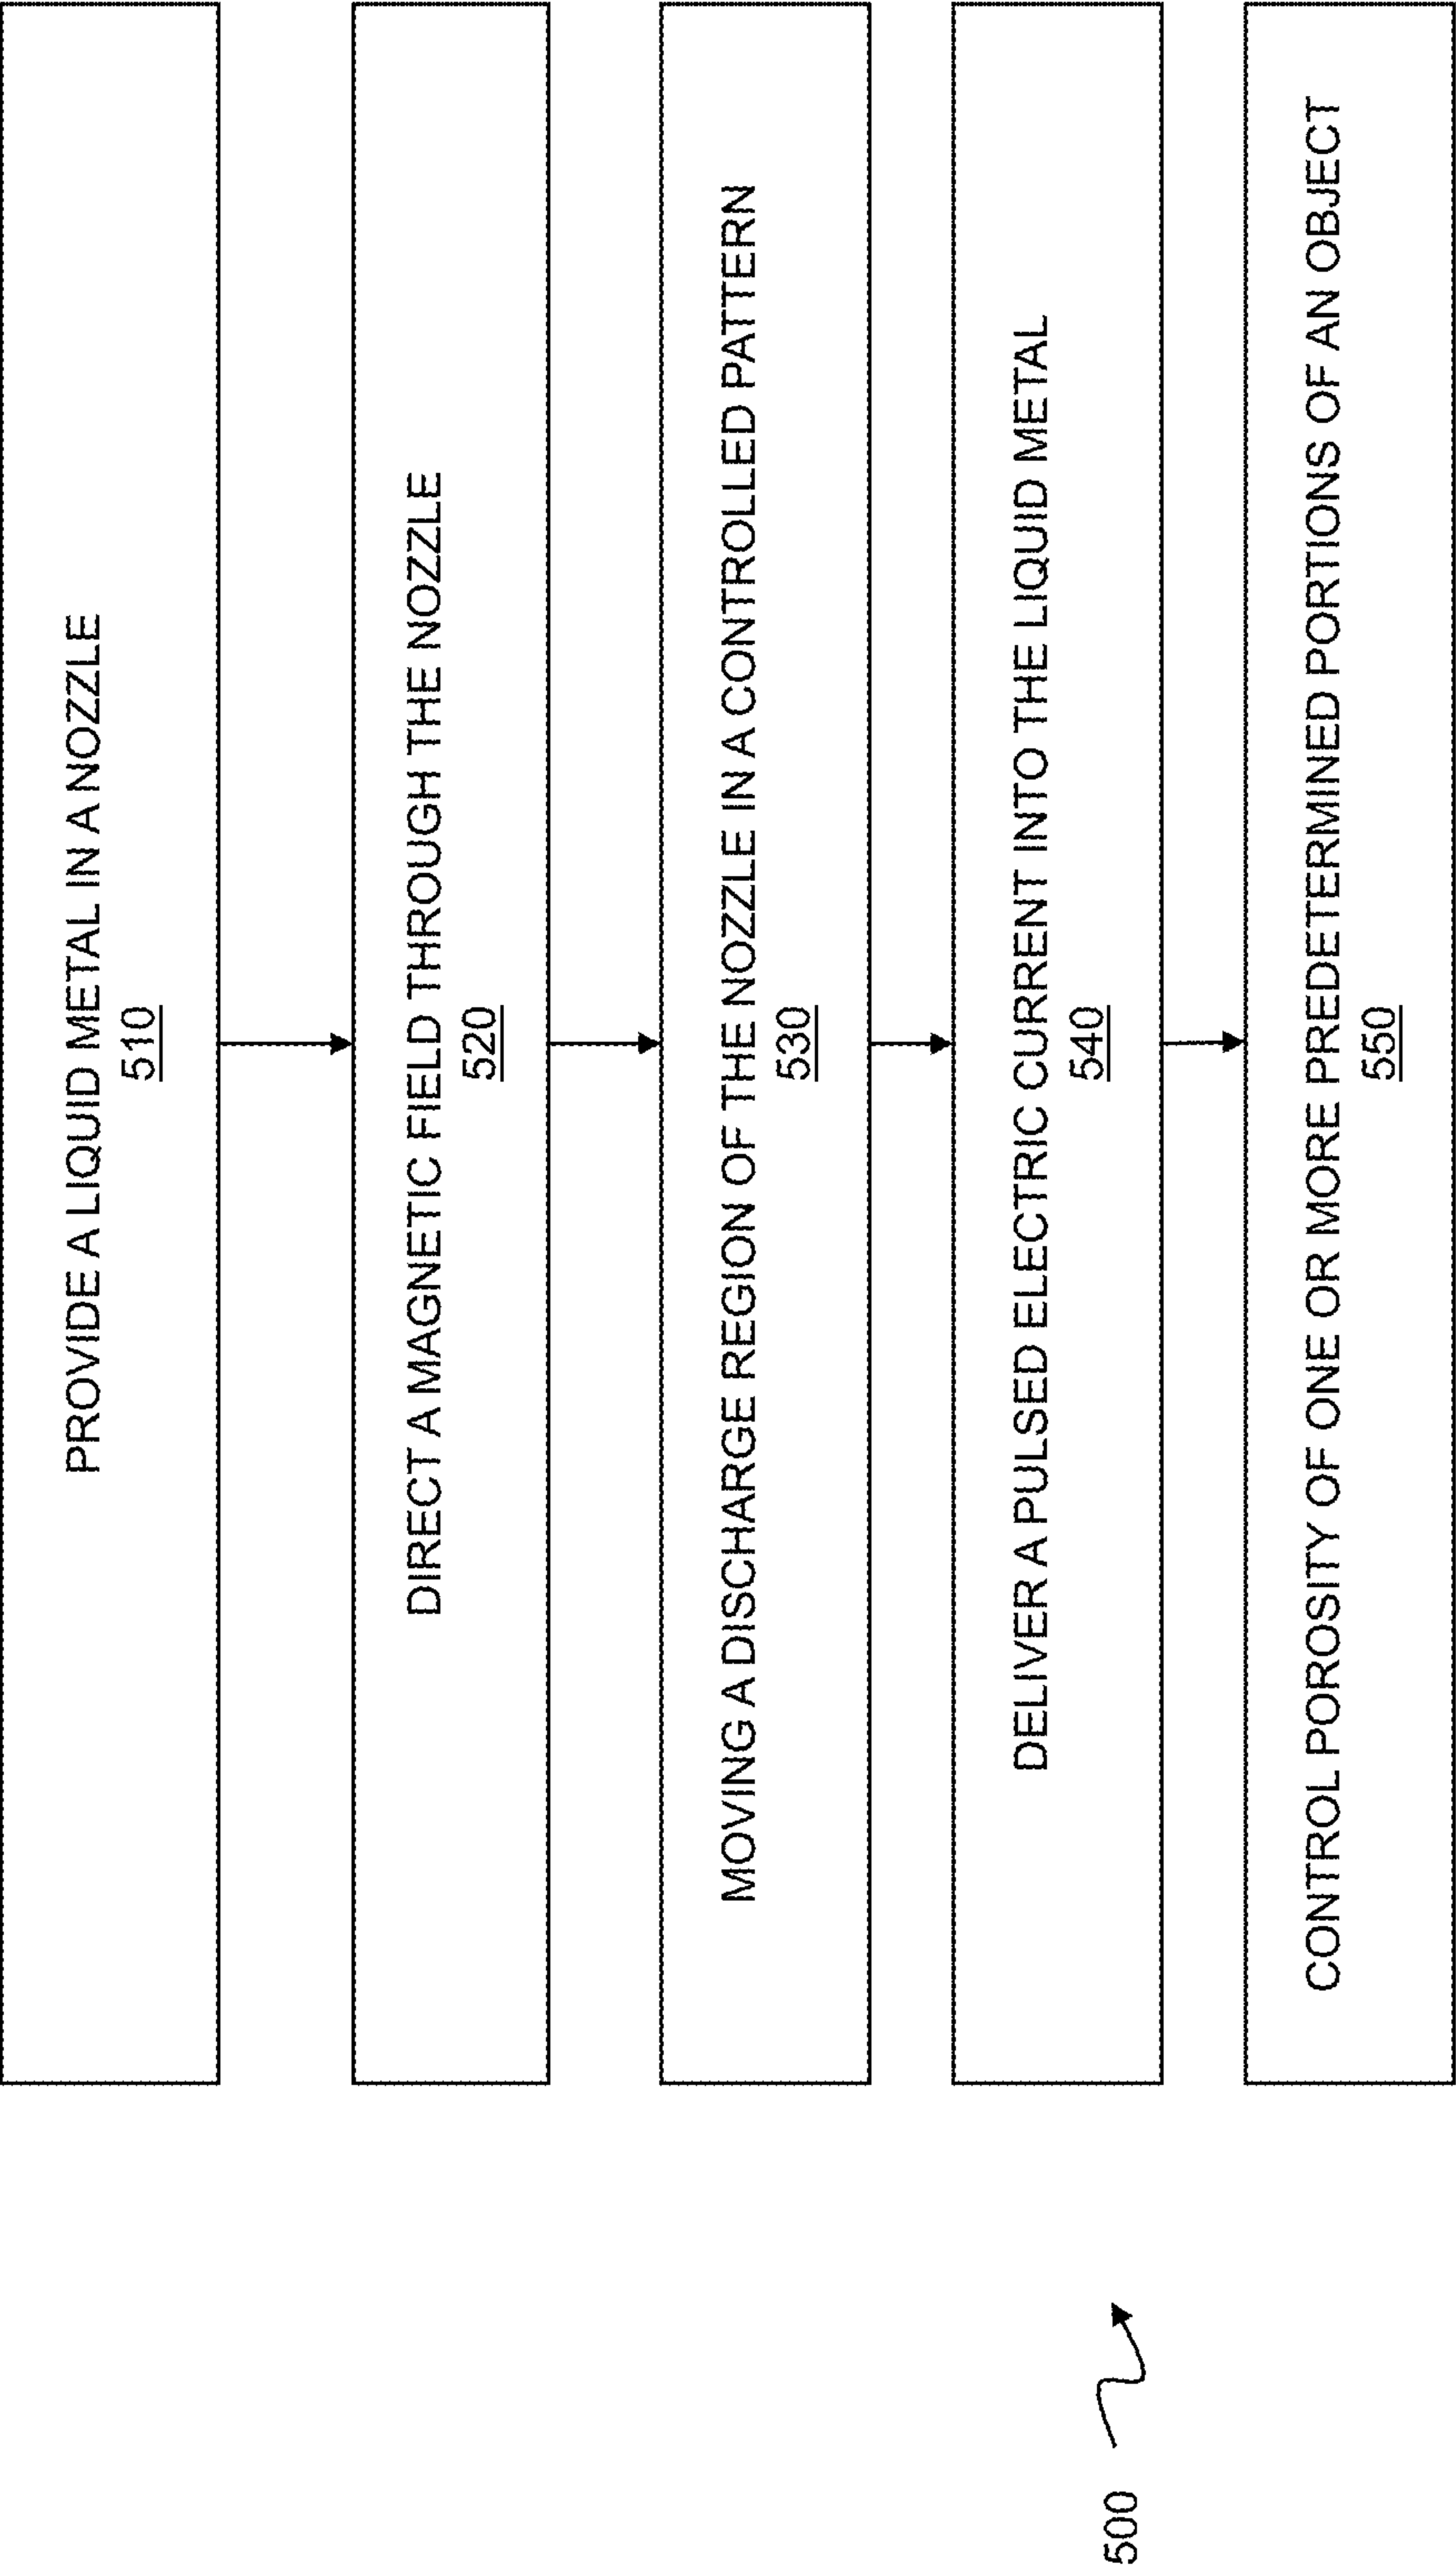 PROVIDE A LIQUID METAL IN A NOZZLE
510
DIRECT A MAGNETIC FIELD THROUGH THE NOZZLE
520
MOVING A DISCHARGE REGION OF THE NOZZLE IN A CONTROLLED PATTERN
530
DELIVER A PULSED ELECTRIC CURRENT INTO THE LIQUID METAL
540
CONTROL POROSITY OF ONE OR MORE PREDETERMINED PORTIONS OF AN OBJECT
550
500